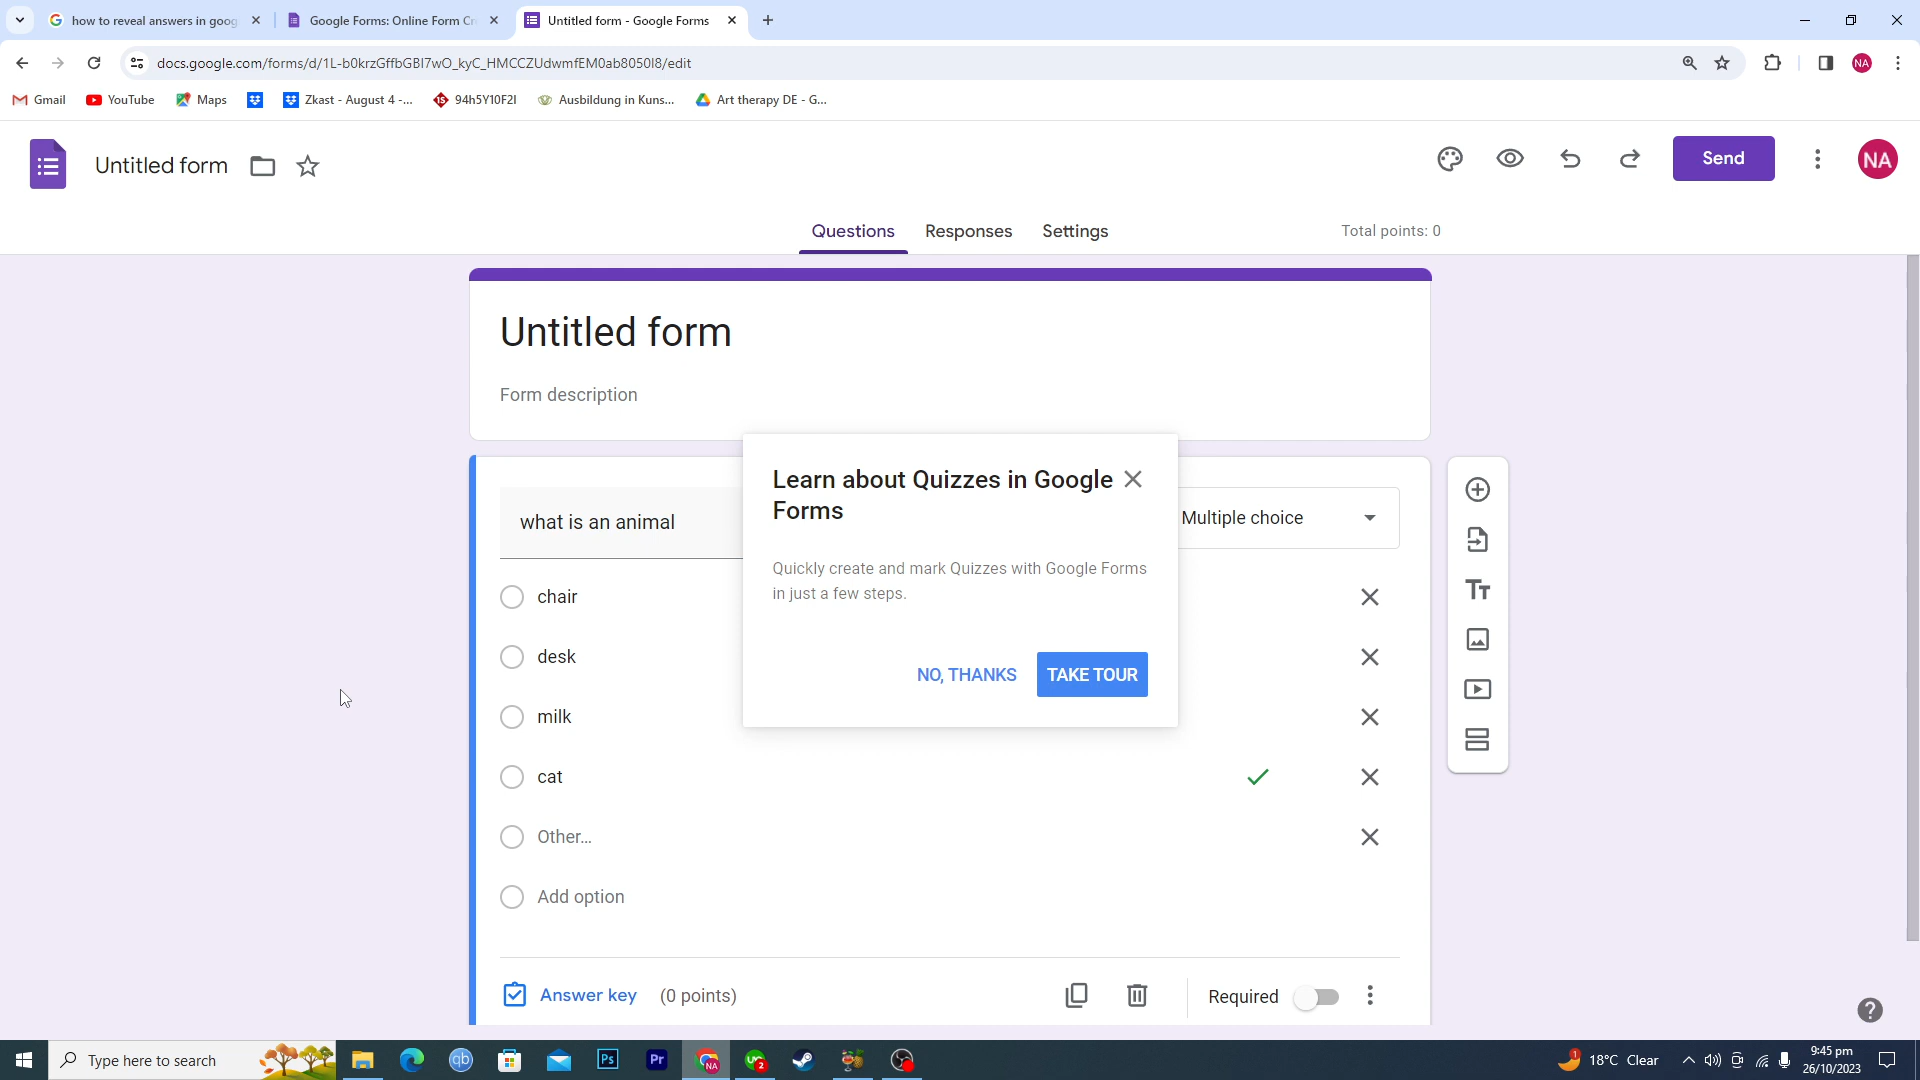 how to reveal answers in goog
Google Forms: Online Form Cr
Untitled form - Google Forms
docs.google.com/forms/d/1L-b0krzGffbGBI7wO_kyC_HMCCZUdwmfEM0ab8050I8/edit
NA
Gmail
YouTube
Maps
Zkast - August 4 -...
94h5Y10F2I
Ausbildung in Kuns...
Art therapy DE - G...
Untitled form
Send
NA
Questions
Responses
Settings
Total points: 0
Untitled form
Form description
Learn about Quizzes in Google
Forms
Quickly create and mark Quizzes with Google Forms
in just a few steps.
NO, THANKS
TAKE TOUR
what is an animal
Multiple choice
chair
desk
milk
cat
Other...
Add option
Answer key
(0 points)
Required
Type here to search
18°C Clear
9:45 pm
26/10/2023